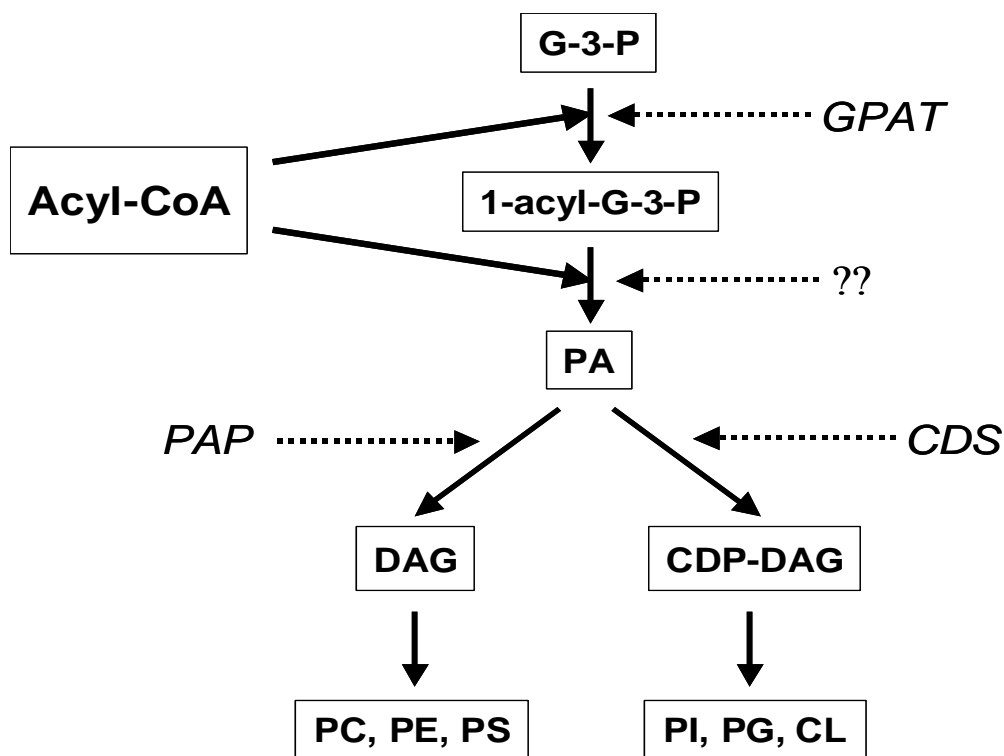 G-3-P
GPAT
Acyl-CoA
1-acyl-G-3-P
??
PA
PAP
CDS
DAG
CDP-DAG
PC, PE, PS
PI, PG, CL